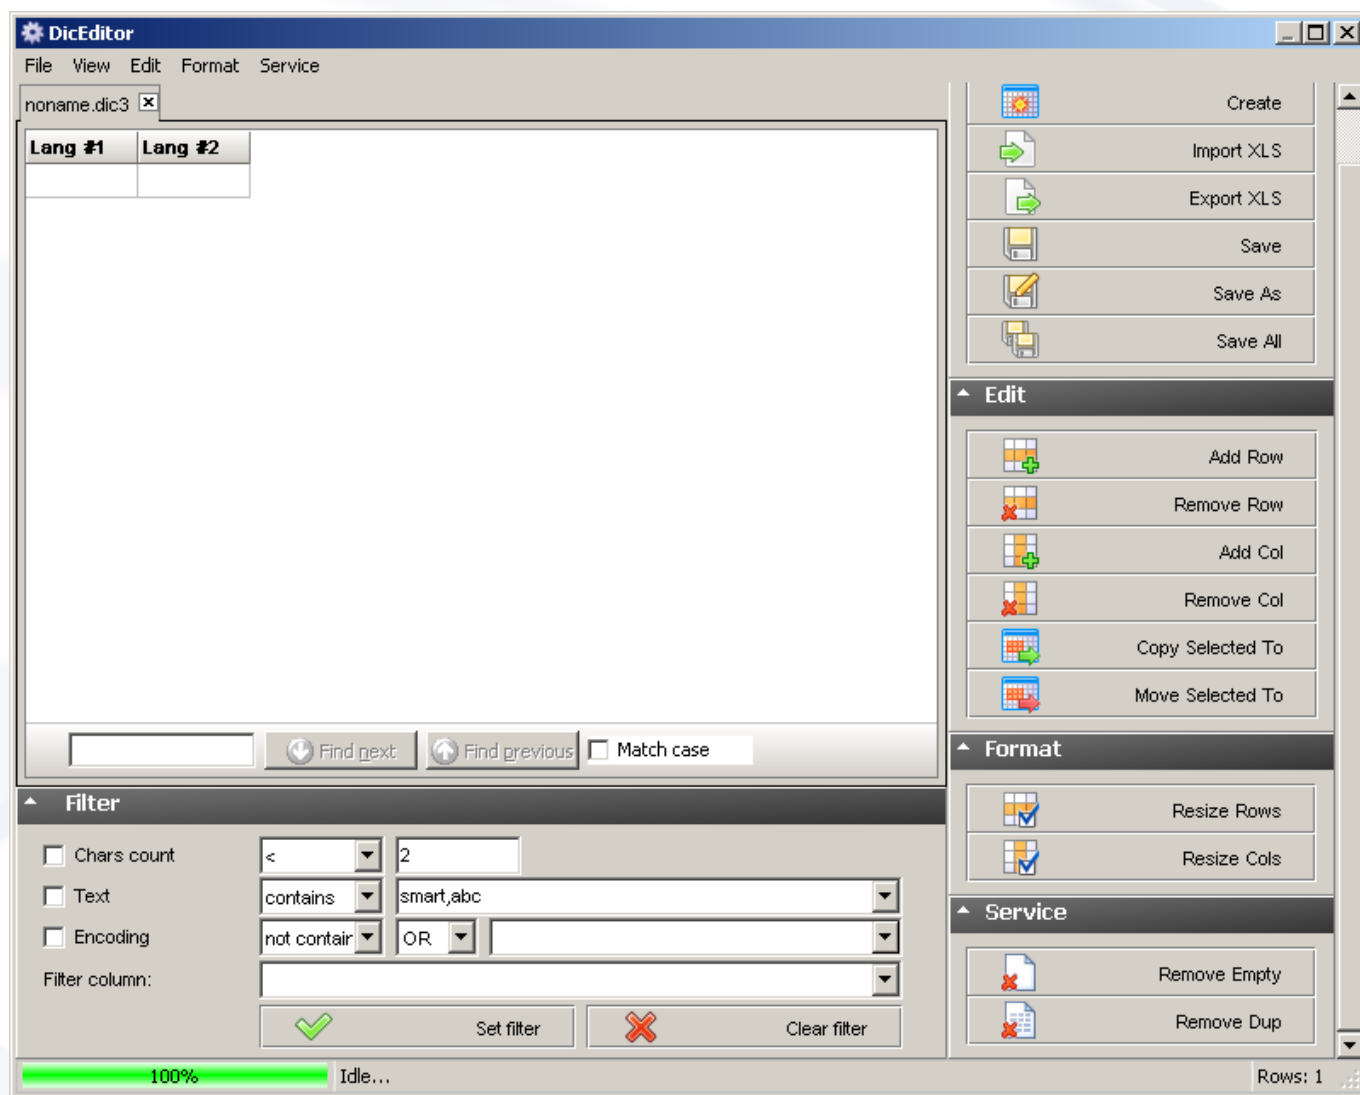 DicEditor
File View Edit Format Service
noname.dic3
Lang #1 Lang #2
Find next Find previous Match case
Filter
Chars count < 2
Text contains smart,abc
Encoding not contair OR
Filter column:
Set filter Clear filter
100% Idle... Rows: 1
Create
Import XLS
Export XLS
Save
Save As
Save All
Edit
Add Row
Remove Row
Add Col
Remove Col
Copy Selected To
Move Selected To
Format
Resize Rows
Resize Cols
Service
Remove Empty
Remove Dup